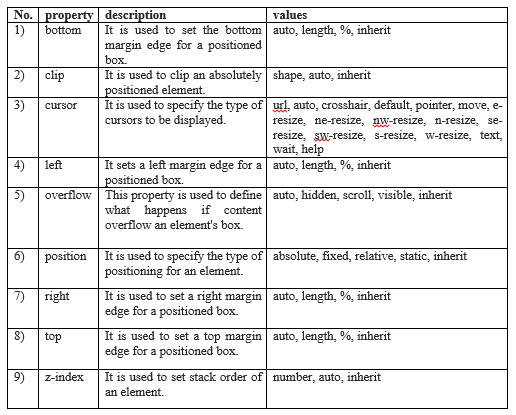 No. property description values
1) bottom It is used to set the bottom auto, length, %, inherit
margin edge for a positioned
box.
2) clip It is used to clip an absolutely shape, auto, inherit
positioned element.
3) cursor It is used to specify the type of url, auto, crosshair, default, pointer, move, e-
cursors to be displayed. resize, ne-resize, nw-resize, n-resize, se-
resize, sw-resize, s-resize, w-resize, text,
wait, help
4) left It sets a left margin edge for a auto, length, %, inherit
positioned box.
5) overflow This property is used to define auto, hidden, scroll, visible, inherit
what happens if content
overflow an element's box.
6) position It is used to specify the type of absolute, fixed, relative, static, inherit
positioning for an element.
7) right It is used to set a right margin auto, length, %, inherit
edge for a positioned box.
8) top It is used to set a top margin auto, length, %, inherit
edge for a positioned box.
9) z-index It is used to set stack order of number, auto, inherit
an element.